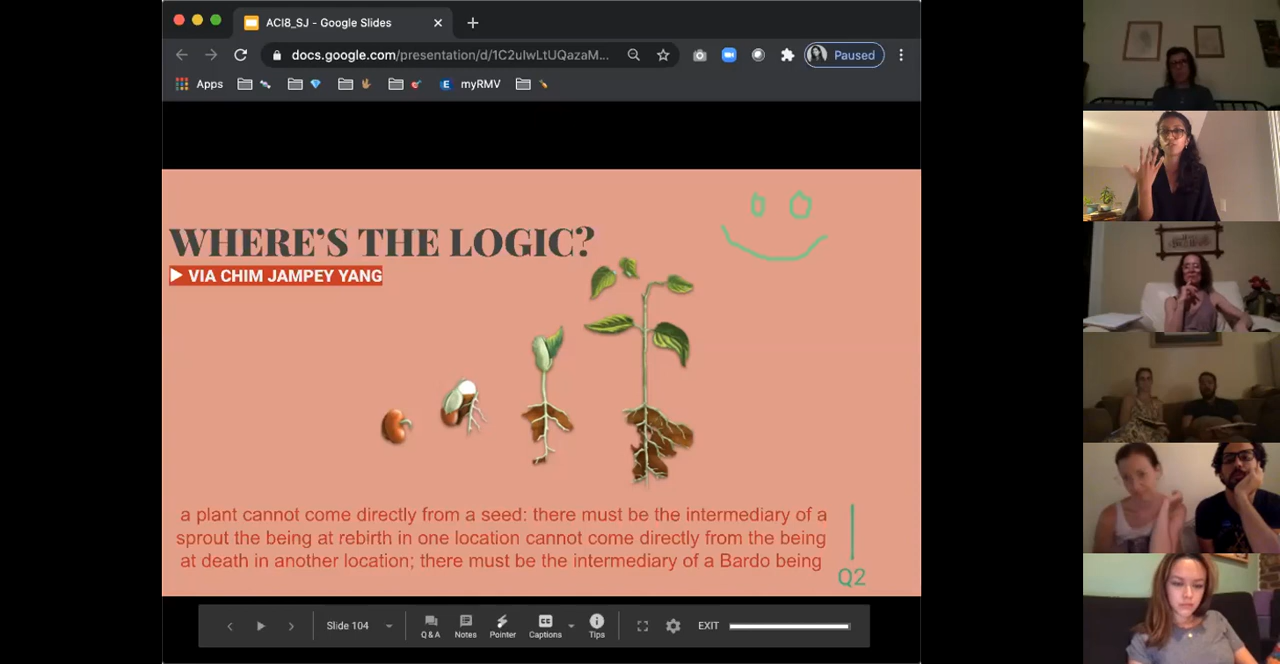 ACI8_SJ - Google Slides
docs.google.com/presentation/d/1C2uIwLtUQazaM...
Paused
Apps
myRMV
WHERE'S THE LOGIC?
▶ VIA CHIM JAMPEY YANG
a plant cannot come directly from a seed: there must be the intermediary of a
sprout the being at rebirth in one location cannot come directly from the being
at death in another location; there must be the intermediary of a Bardo being
Q2
Slide 104
Q&A
Notes
Pointer
Captions
Tips
EXIT